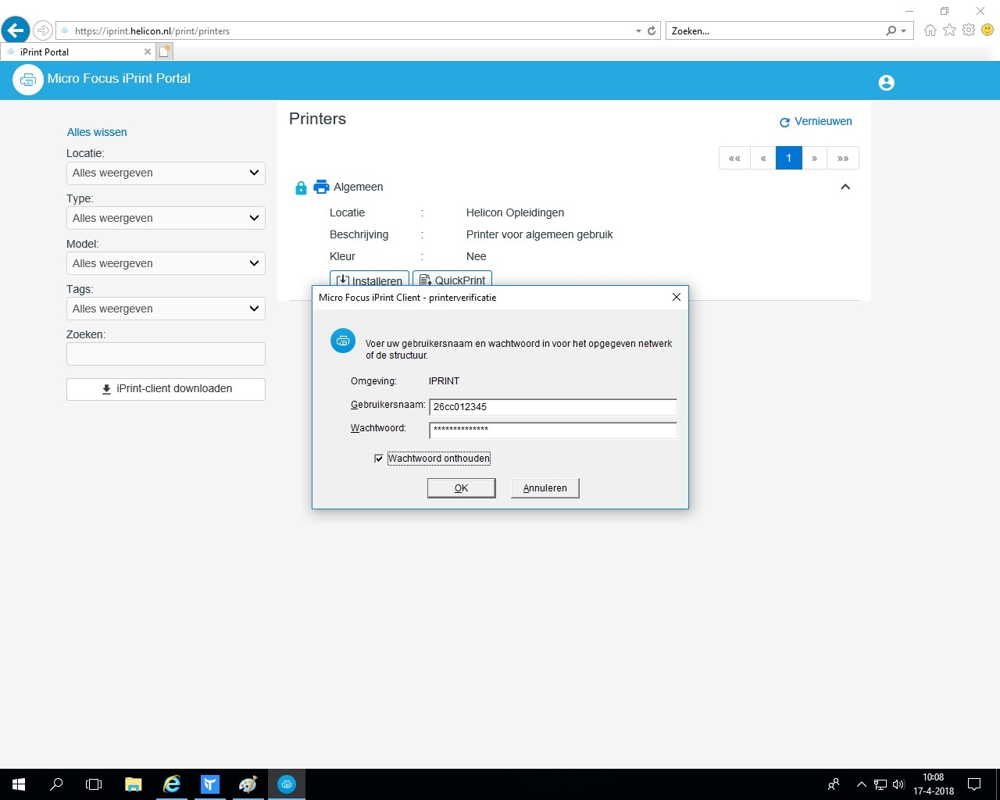 https://iprint.helicon.nl/print/printers
Zoeken...
iPrint Portal
Micro Focus iPrint Portal
Alles wissen
Locatie:
Alles weergeven
Type:
Alles weergeven
Model:
Alles weergeven
Tags:
Alles weergeven
Zoeken:
iPrint-client downloaden
Printers
Vernieuwen
«« « 1 » »»
Algemeen
Locatie : Helicon Opleidingen
Beschrijving : Printer voor algemeen gebruik
Kleur : Nee
Installeren QuickPrint
Micro Focus iPrint Client - printerverificatie
Voer uw gebruikersnaam en wachtwoord in voor het opgegeven netwerk
of de structuur.
Omgeving: IPRINT
Gebruikersnaam: 26cc012345
Wachtwoord: **************
Wachtwoord onthouden
OK Annuleren
10:08
17-4-2018